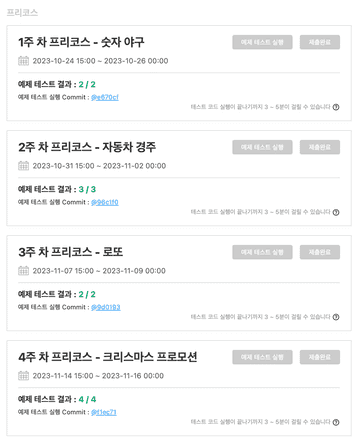 프리코스
1주 차 프리코스 - 숫자 야구
예제 테스트 실행
제출완료
2023-10-24 15:00 ~ 2023-10-26 00:00
예제 테스트 결과 : 2 / 2
예제 테스트 실행 Commit : @e670c1
테스트 코드 실행이 끝나기까지 3 ~ 5분이 걸릴 수 있습니다 ?
2주 차 프리코스 - 자동차 경주
예제 테스트 실행
제출완료
2023-10-31 15:00 ~ 2023-11-02 00:00
예제 테스트 결과 : 3 / 3
예제 테스트 실행 Commit : @96c1f0
테스트 코드 실행이 끝나기까지 3 ~ 5분이 걸릴 수 있습니다 ?
3주 차 프리코스 - 로또
예제 테스트 실행
제출완료
2023-11-07 15:00 ~ 2023-11-09 00:00
예제 테스트 결과 : 2 / 2
예제 테스트 실행 Commit : @9d0183
테스트 코드 실행이 끝나기까지 3 ~ 5분이 걸릴 수 있습니다 ?
4주 차 프리코스 - 크리스마스 프로모션
예제 테스트 실행
제출완료
2023-11-14 15:00 ~ 2023-11-16 00:00
예제 테스트 결과 : 4 / 4
예제 테스트 실행 Commit :
테스트 코드 실행이 끝나기까지 3 ~ 5분이 걸릴 수 있습니다 ?